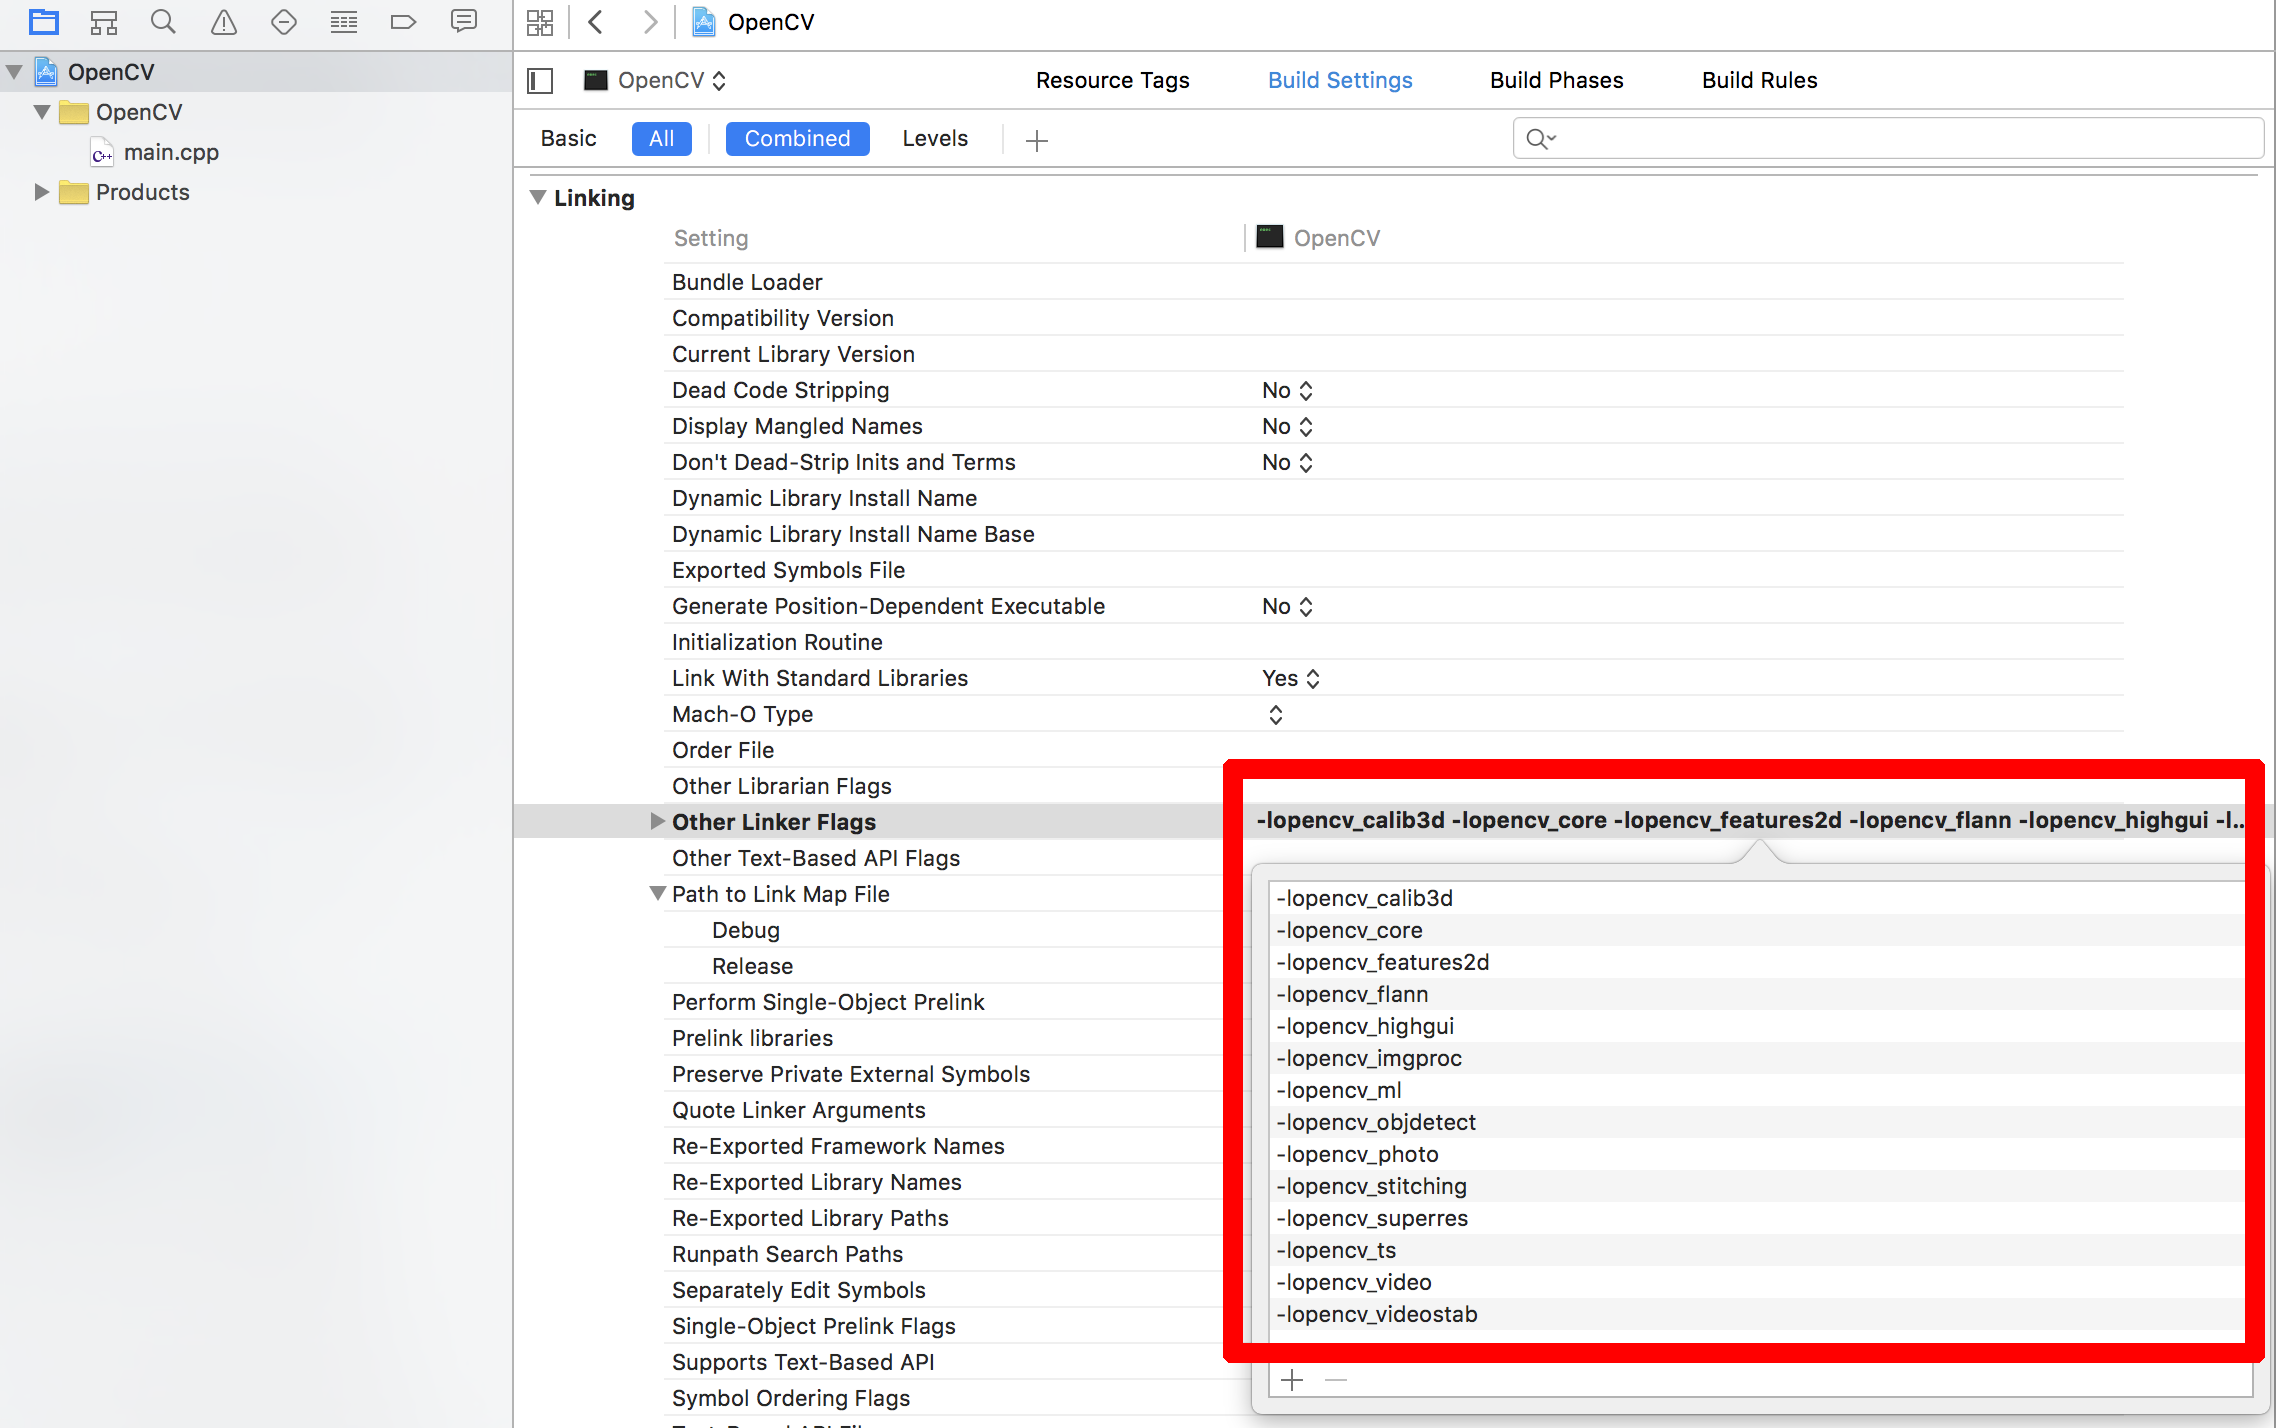 OpenCV
OpenCV
OpenCV
main.cpp
Products
OpenCV
Resource Tags
Build Settings
Build Phases
Build Rules
Basic
All
Combined
Levels
Linking
Setting
OpenCV
Bundle Loader
Compatibility Version
Current Library Version
Dead Code Stripping No
Display Mangled Names No
Don't Dead-Strip Inits and Terms No
Dynamic Library Install Name
Dynamic Library Install Name Base
Exported Symbols File
Generate Position-Dependent Executable No
Initialization Routine
Link With Standard Libraries Yes
Mach-O Type
Order File
Other Librarian Flags
Other Linker Flags -lopencv_calib3d -lopencv_core -lopencv_features2d -lopencv_flann -lopencv_highgui -l...
Other Text-Based API Flags
Path to Link Map File
Debug
Release
Perform Single-Object Prelink
Prelink libraries
Preserve Private External Symbols
Quote Linker Arguments
Re-Exported Framework Names
Re-Exported Library Names
Re-Exported Library Paths
Runpath Search Paths
Separately Edit Symbols
Single-Object Prelink Flags
Supports Text-Based API
Symbol Ordering Flags
-lopencv_calib3d
-lopencv_core
-lopencv_features2d
-lopencv_flann
-lopencv_highgui
-lopencv_imgproc
-lopencv_ml
-lopencv_objdetect
-lopencv_photo
-lopencv_stitching
-lopencv_superres
-lopencv_ts
-lopencv_video
-lopencv_videostab